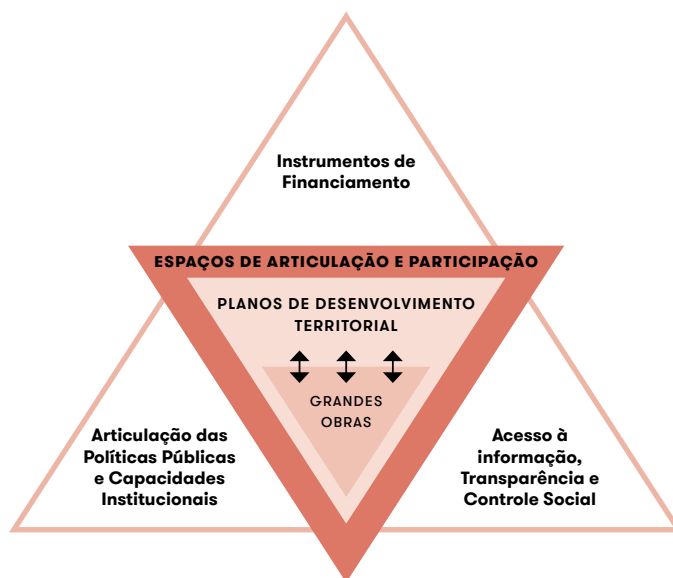 Instrumentos de
Financiamento
ESPAÇOS DE ARTICULAÇÃO E PARTICIPAÇÃO
PLANOS DE DESENVOLVIMENTO
TERRITORIAL
GRANDES
OBRAS
Articulação das
Políticas Públicas
e Capacidades
Institucionais
Acesso à
informação,
Transparência e
Controle Social